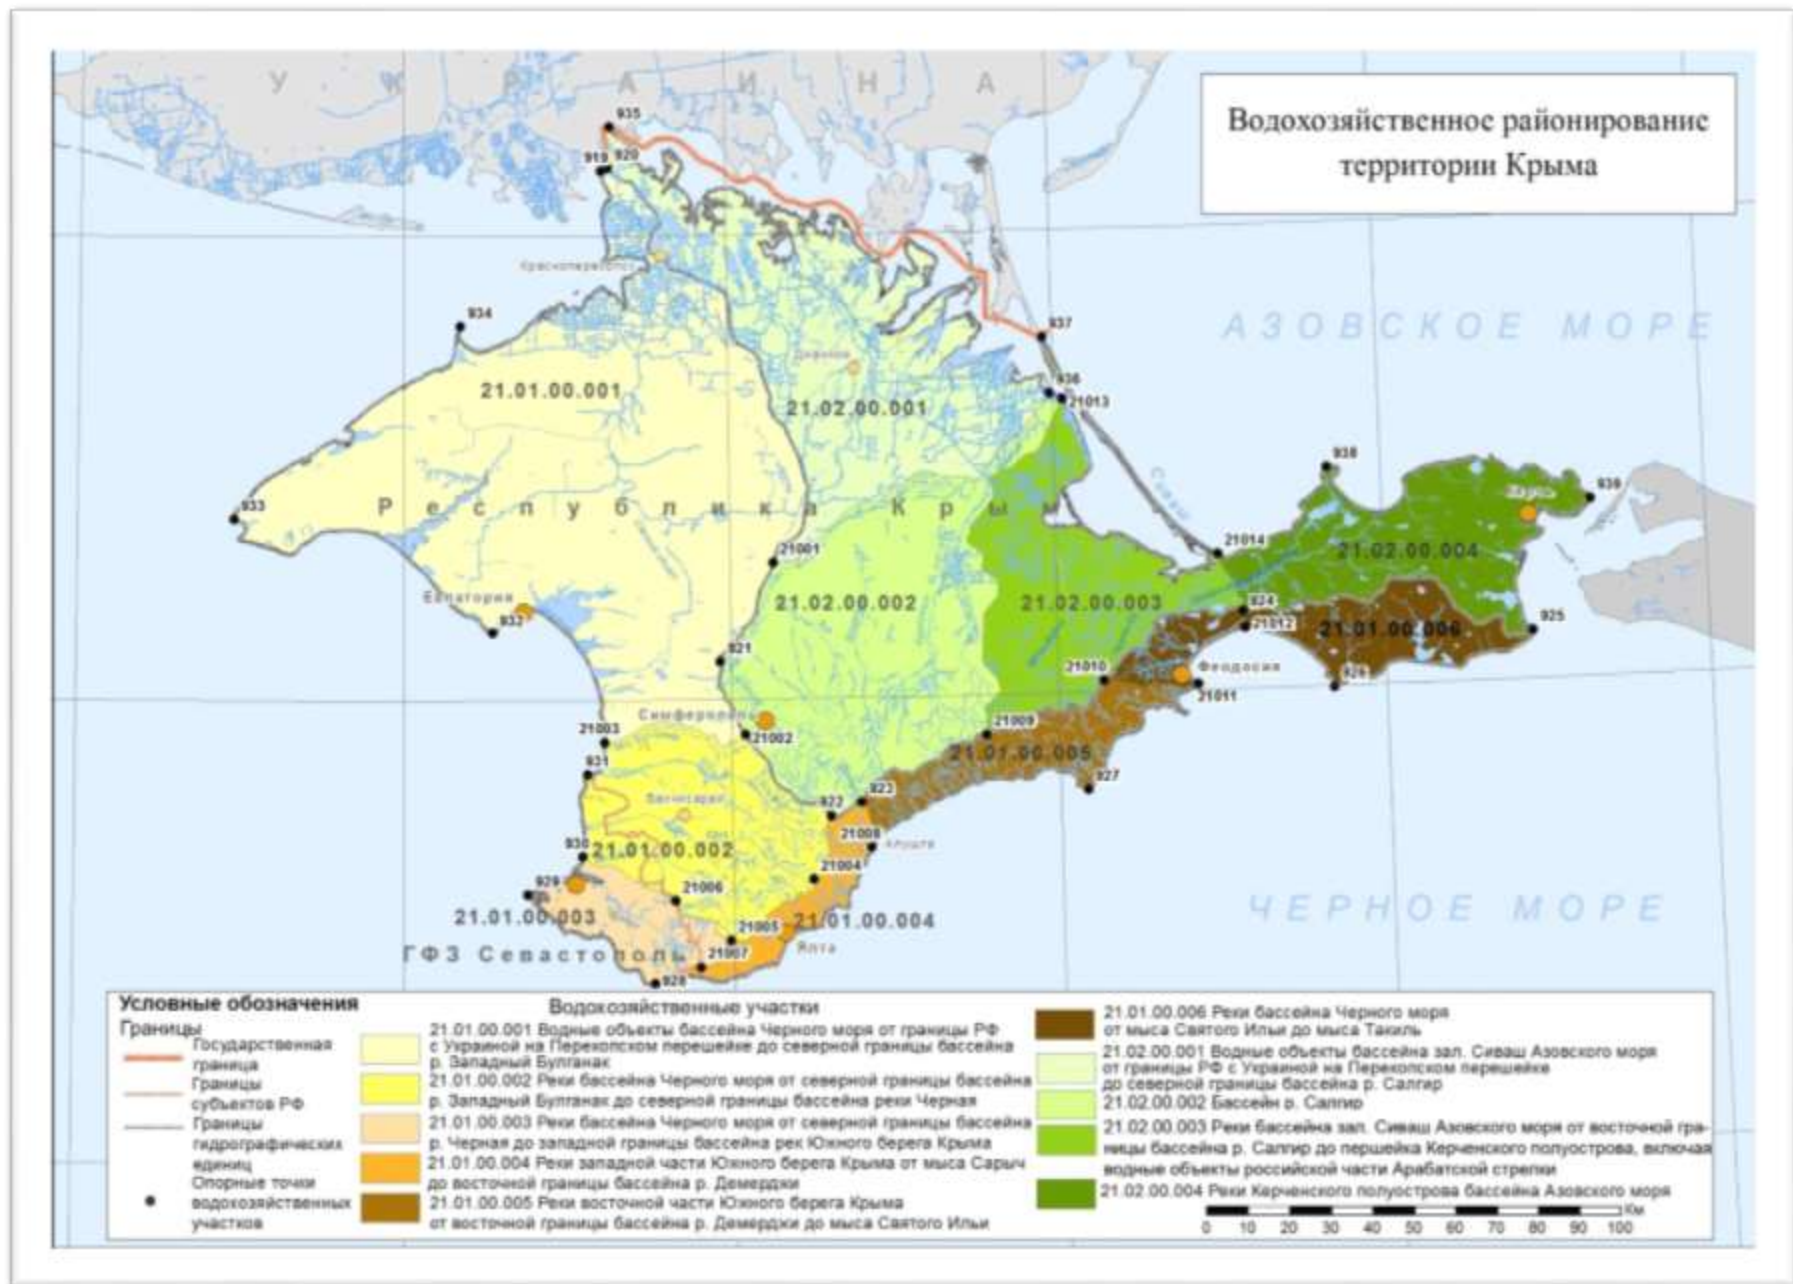 Водохозяйственное районирование
территории Крыма
У К Р А И Н А
935
919 920
934
937
936
21013
АЗОВСКОЕ МОРЕ
21.01.00.001
21.02.00.001
938
939
933
Республика Крым
Сиваш
21001
21014
21.02.00.004
Евпатория
932
21.02.00.002
21.02.00.003
924
21012
21.01.00.006
925
921
21010
Феодосия
926
21011
Симферополь
21003
21002
21009
21.01.00.005
931
927
Бахчисарай
922
923
21008
Алушта
930
21.01.00.002
21004
929
21006
21.01.00.003
21.01.00.004
ЧЕРНОЕ МОРЕ
21005
ГФЗ Севастополь
21007
Ялта
928
Условные обозначения
Границы
Государственная
граница
Границы
субъектов РФ
Границы
гидрографических
единиц
Опорные точки
водохозяйственных
участков
Водохозяйственные участки
21.01.00.001 Водные объекты бассейна Черного моря от границы РФ
с Украиной на Перекопском перешейке до северной границы бассейна
р. Западный Булганак
21.01.00.002 Реки бассейна Черного моря от северной границы бассейна
р. Западный Булганак до северной границы бассейна реки Черная
21.01.00.003 Реки бассейна Черного моря от северной границы бассейна
р. Черная до западной границы бассейна рек Южного берега Крыма
21.01.00.004 Реки западной части Южного берега Крыма от мыса Сарыч
до восточной границы бассейна р. Демерджи
21.01.00.005 Реки восточной части Южного берега Крыма
от восточной границы бассейна р. Демерджи до мыса Святого Ильи
21.01.00.006 Реки бассейна Черного моря
от мыса Святого Ильи до мыса Такиль
21.02.00.001 Водные объекты бассейна зал. Сиваш Азовского моря
от границы РФ с Украиной на Перекопском перешейке
до северной границы бассейна р. Салгир
21.02.00.002 Бассейн р. Салгир
21.02.00.003 Реки бассейна зал. Сиваш Азовского моря от восточной гра-
ницы бассейна р. Салгир до першейка Керченского полуострова, включая
водные объекты российской части Арабатской стрелки
21.02.00.004 Реки Керченского полуострова бассейна Азовского моря
Км
0 10 20 30 40 50 60 70 80 90 100